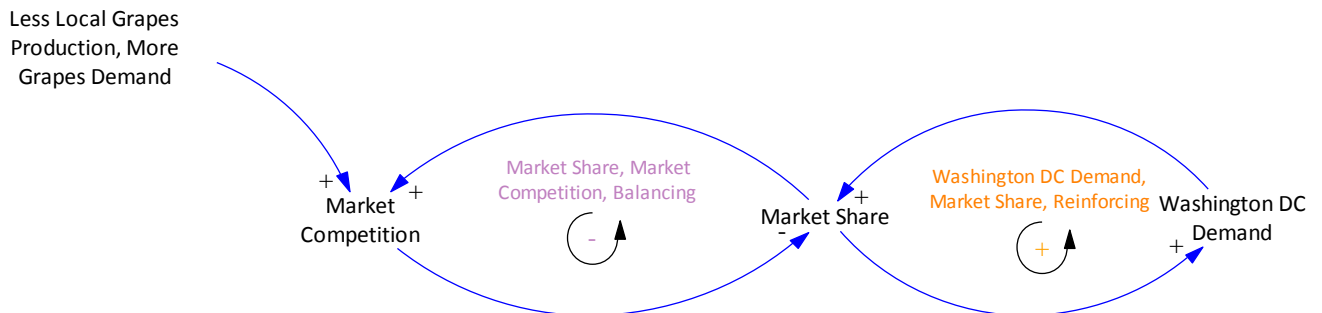 Less Local Grapes
Production, More
Grapes Demand
+
+
Market
Competition
Market Share, Market
Competition, Balancing
-
Market Share
+
-
Washington DC Demand,
Market Share, Reinforcing
+
Washington DC
Demand
+